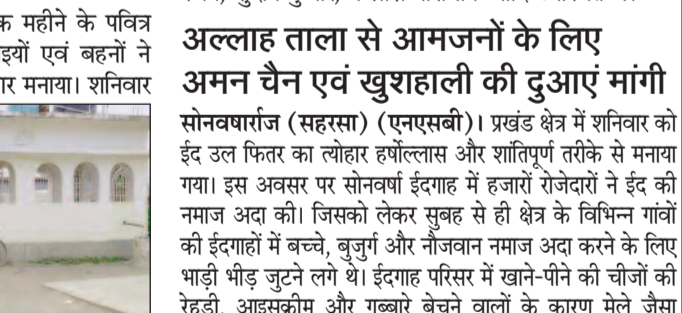 महीने के पवित्र
इयों एवं बहनों ने
मनाया। शनिवार
अल्लाह ताला से आमजनों के लिए
अमन चैन एवं खुशहाली की दुआएं मांगी
सोनवषार्राज (सहरसा) (एनएसबी)। प्रखंड क्षेत्र में शनिवार को
ईद उल फितर का त्योहार हर्षोल्लास और शांतिपूर्ण तरीके से मनाया
गया। इस अवसर पर सोनवर्षा ईदगाह में हजारों रोजेदारों ने ईद की
नमाज अदा की। जिसको लेकर सुबह से ही क्षेत्र के विभिन्न गांवों
की ईदगाहों में बच्चे, बुजुर्ग और नौजवान नमाज अदा करने के लिए
भाड़ी भीड़ जुटने लगे थे। ईदगाह परिसर में खाने-पीने की चीजों की
रेहड़ी, आइसक्रीम और गुब्बारे बेचने वालों के कारण मेले जैसा